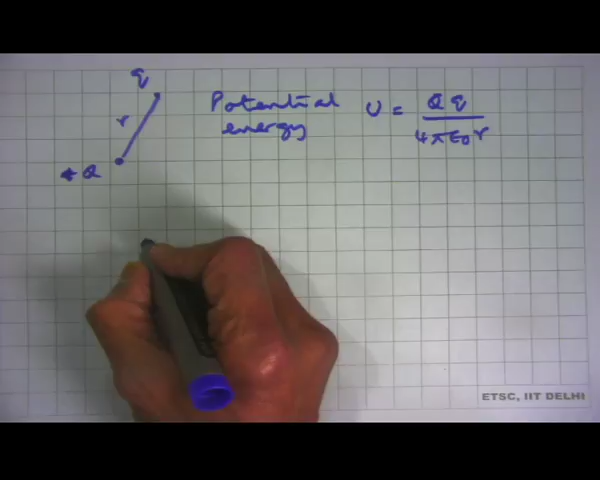 q
r
+Q
Potential
energy
U = Qq / 4πε₀r
ETSC, IIT DELHI